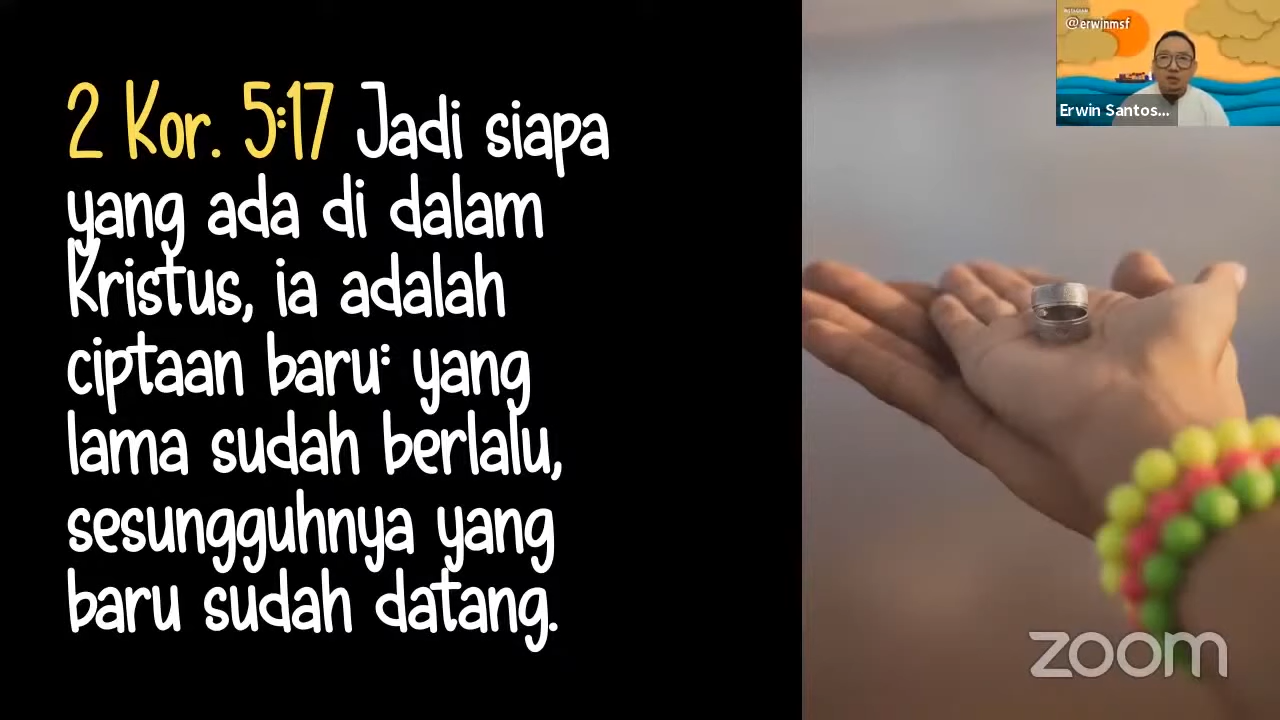 2 Kor. 5:17 Jadi siapa
yang ada di dalam
Kristus, ia adalah
ciptaan baru: yang
lama sudah berlalu,
sesungguhnya yang
baru sudah datang.
@erwinmsf
Erwin Santos...
zoom